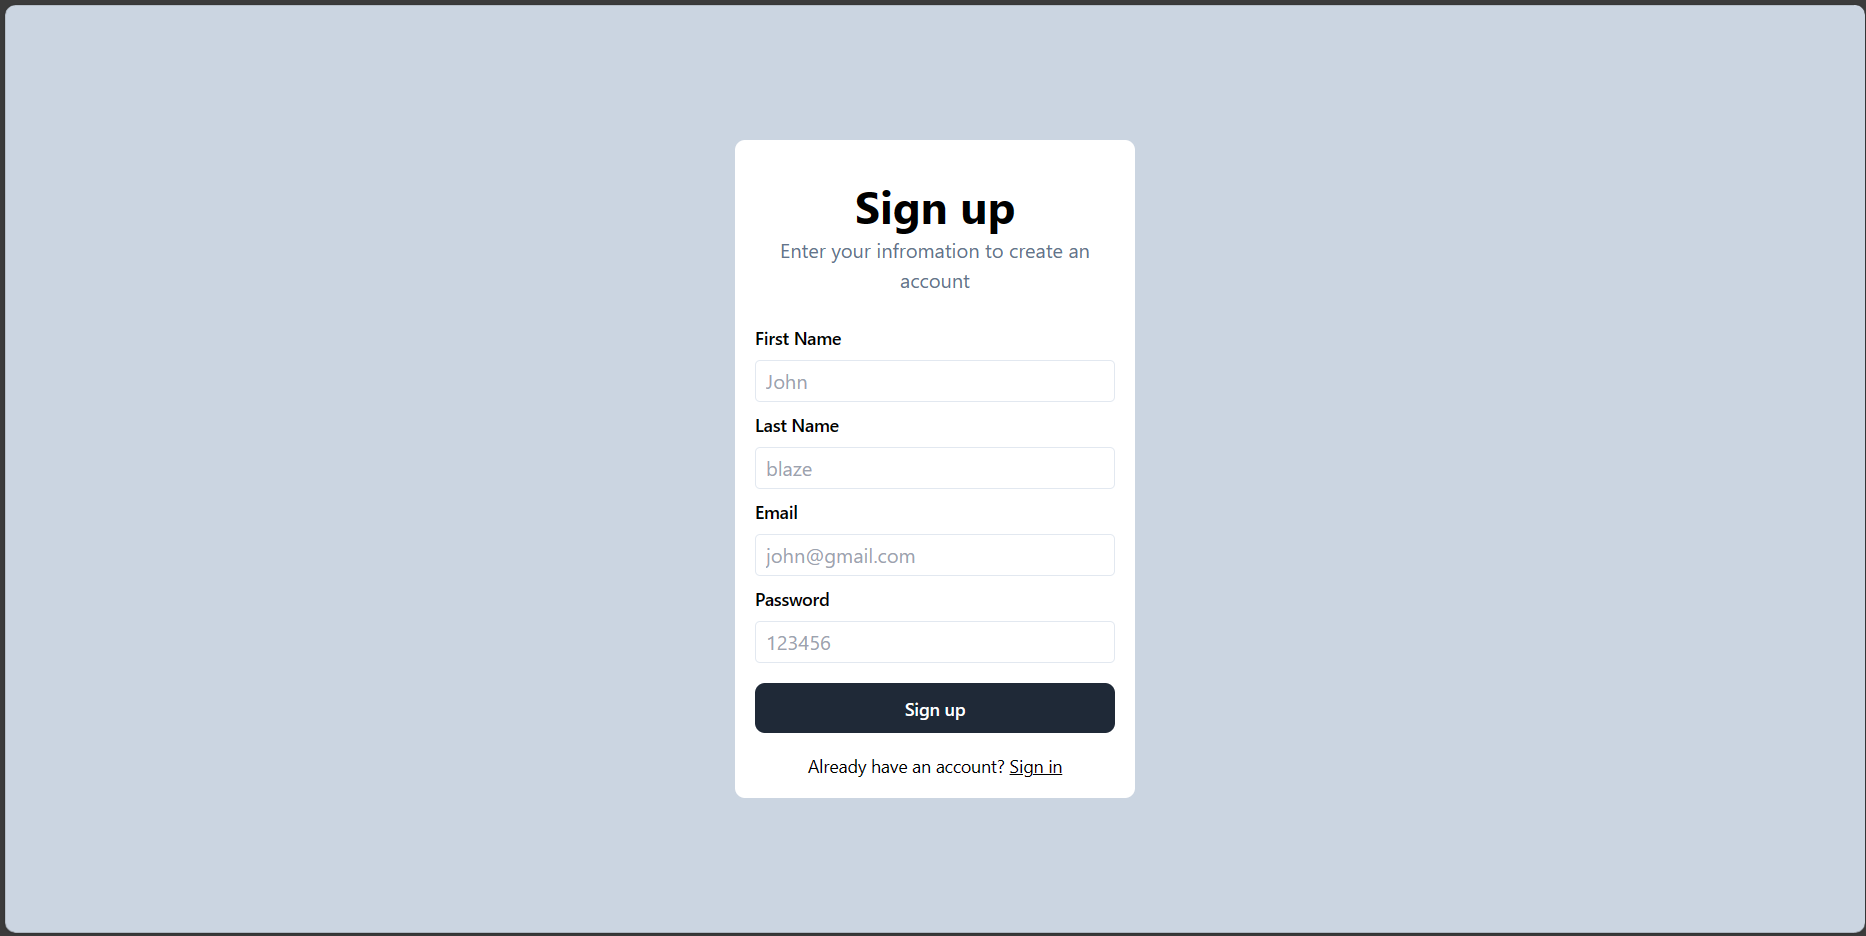 Sign up
Enter your infromation to create an
account
First Name
John
Last Name
blaze
Email
john@gmail.com
Password
123456
Sign up
Already have an account? Sign in